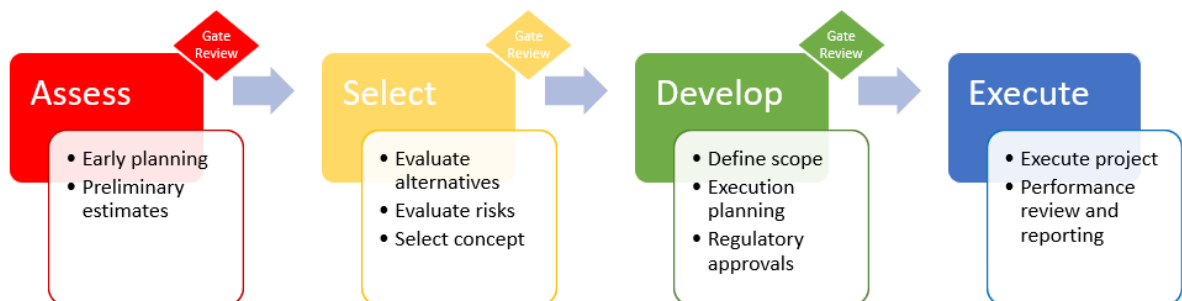 Gate
Review
Assess
• Early planning
• Preliminary
estimates
Gate
Review
Select
• Evaluate
alternatives
• Evaluate risks
• Select concept
Gate
Review
Develop
• Define scope
• Execution
planning
• Regulatory
approvals
Execute
• Execute project
• Performance
review and
reporting